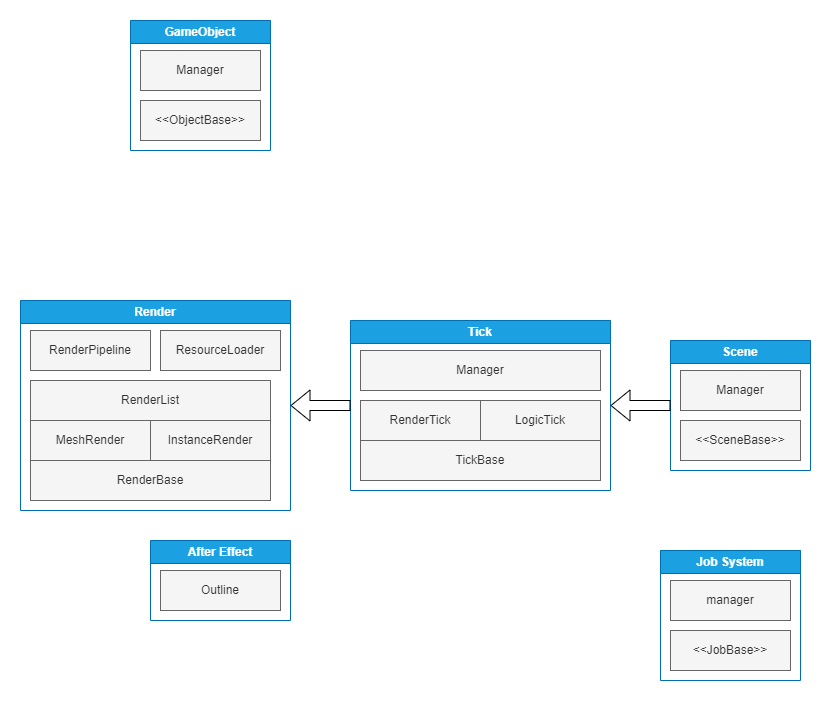 GameObject
Manager
<<ObjectBase>>
Render
RenderPipeline
ResourceLoader
RenderList
MeshRender
InstanceRender
RenderBase
Tick
Manager
RenderTick
LogicTick
TickBase
Scene
Manager
<<SceneBase>>
After Effect
Outline
Job System
manager
<<JobBase>>